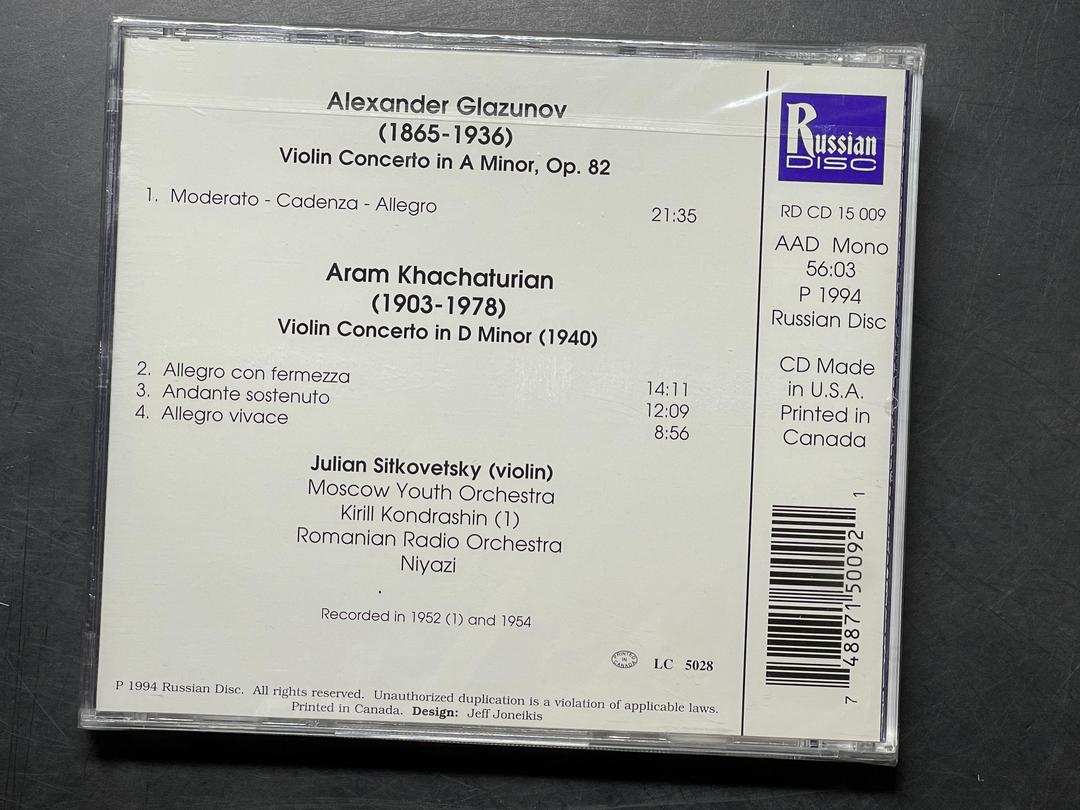 Alexander Glazunov
(1865-1936)
Violin Concerto in A Minor, Op. 82
1. Moderato - Cadenza - Allegro 21:35
Aram Khachaturian
(1903-1978)
Violin Concerto in D Minor (1940)
2. Allegro con fermezza 14:11
3. Andante sostenuto 12:09
4. Allegro vivace 8:56
Julian Sitkovetsky (violin)
Moscow Youth Orchestra
Kirill Kondrashin (1)
Romanian Radio Orchestra
Niyazi
Recorded in 1952 (1) and 1954
PRINTED IN CANADA
LC 5028
P 1994 Russian Disc. All rights reserved. Unauthorized duplication is a violation of applicable laws.
Printed in Canada. Design: Jeff Joneikis
Russian
DISC
RD CD 15 009
AAD Mono
56:03
P 1994
Russian Disc
CD Made
in U.S.A.
Printed in
Canada
7 48871 50092 1